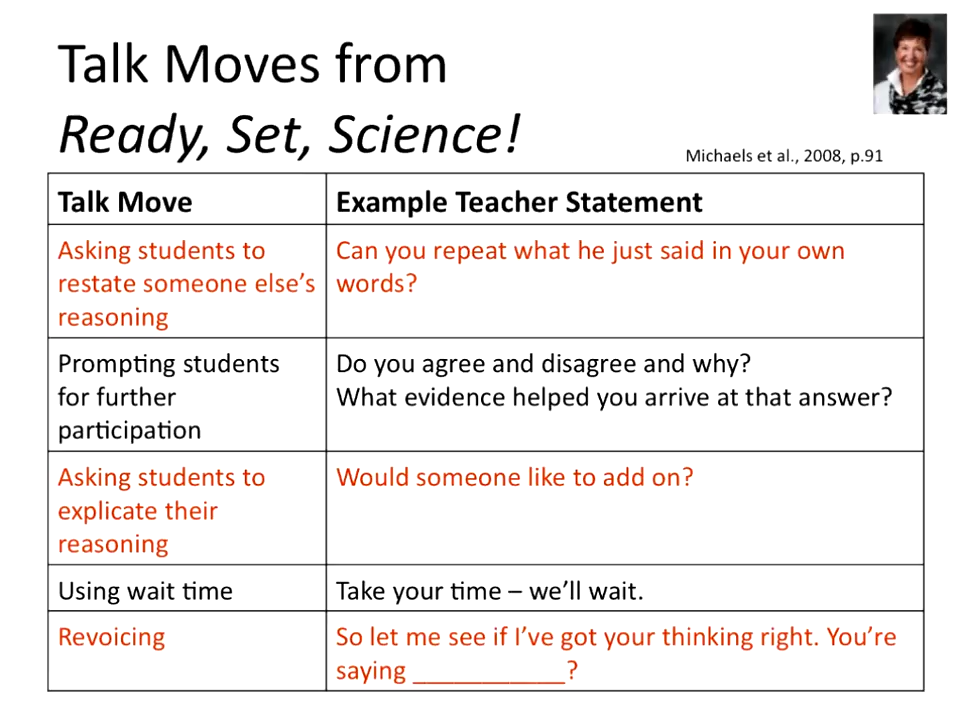 Talk Moves from
Ready, Set, Science!
Michaels et al., 2008, p.91
Talk Move
Example Teacher Statement
Asking students to
restate someone else's
reasoning
Can you repeat what he just said in your own
words?
Prompting students
for further
participation
Do you agree and disagree and why?
What evidence helped you arrive at that answer?
Asking students to
explicate their
reasoning
Would someone like to add on?
Using wait time
Take your time – we'll wait.
Revoicing
So let me see if I've got your thinking right. You're
saying ___________?